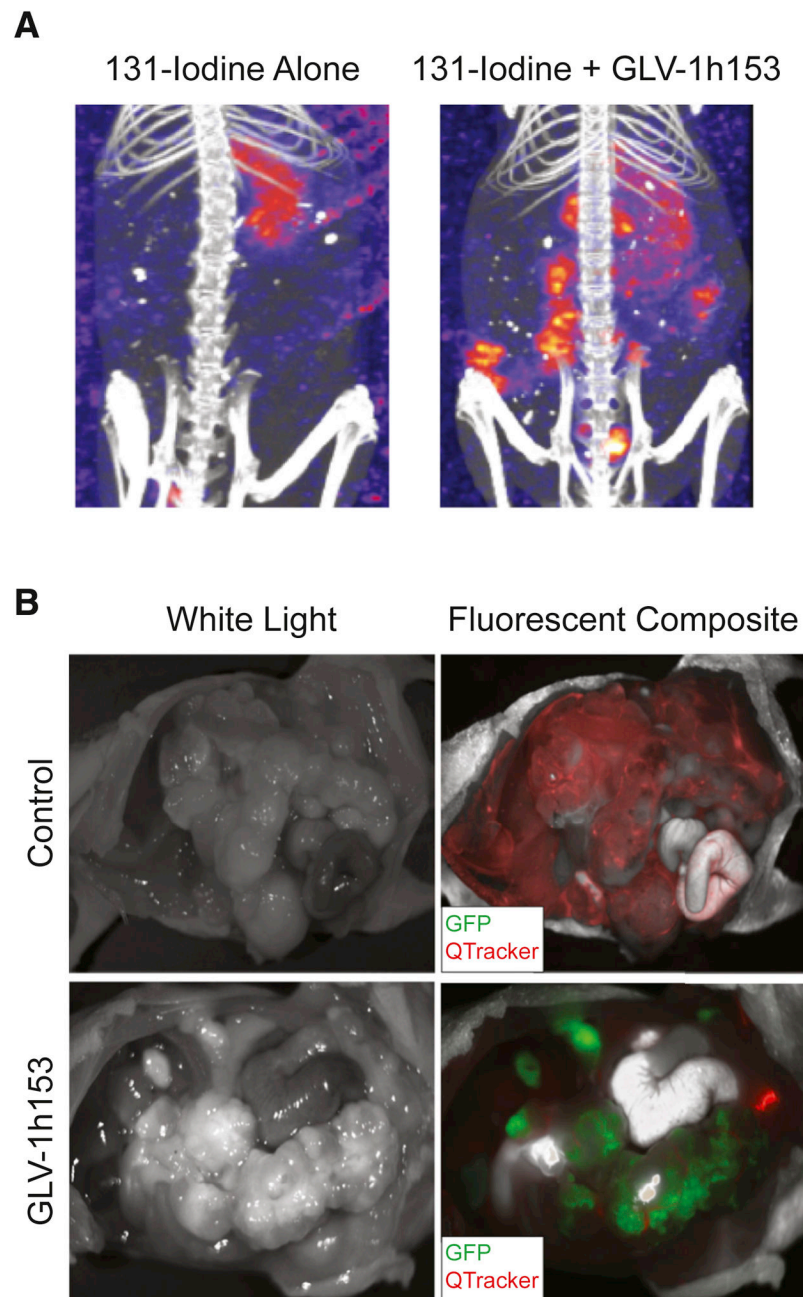 A
131-Iodine Alone
131-Iodine + GLV-1h153
B
White Light
Fluorescent Composite
Control
GFP
QTracker
GLV-1h153
GFP
QTracker